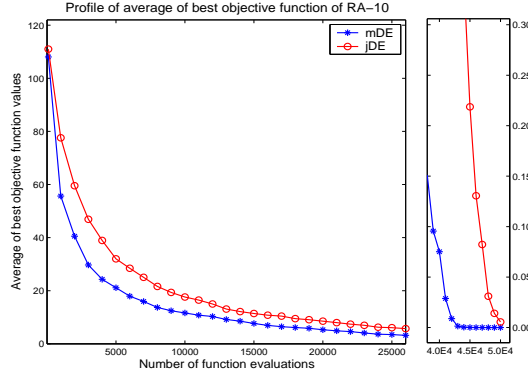 Profile of average of best objective function of RA−10
mDE
jDE
Average of best objective function values
120
100
80
60
40
20
0
5000 10000 15000 20000 25000
Number of function evaluations
0.30
0.25
0.20
0.15
0.10
0.05
0.00
4.0E4 4.5E4 5.0E4